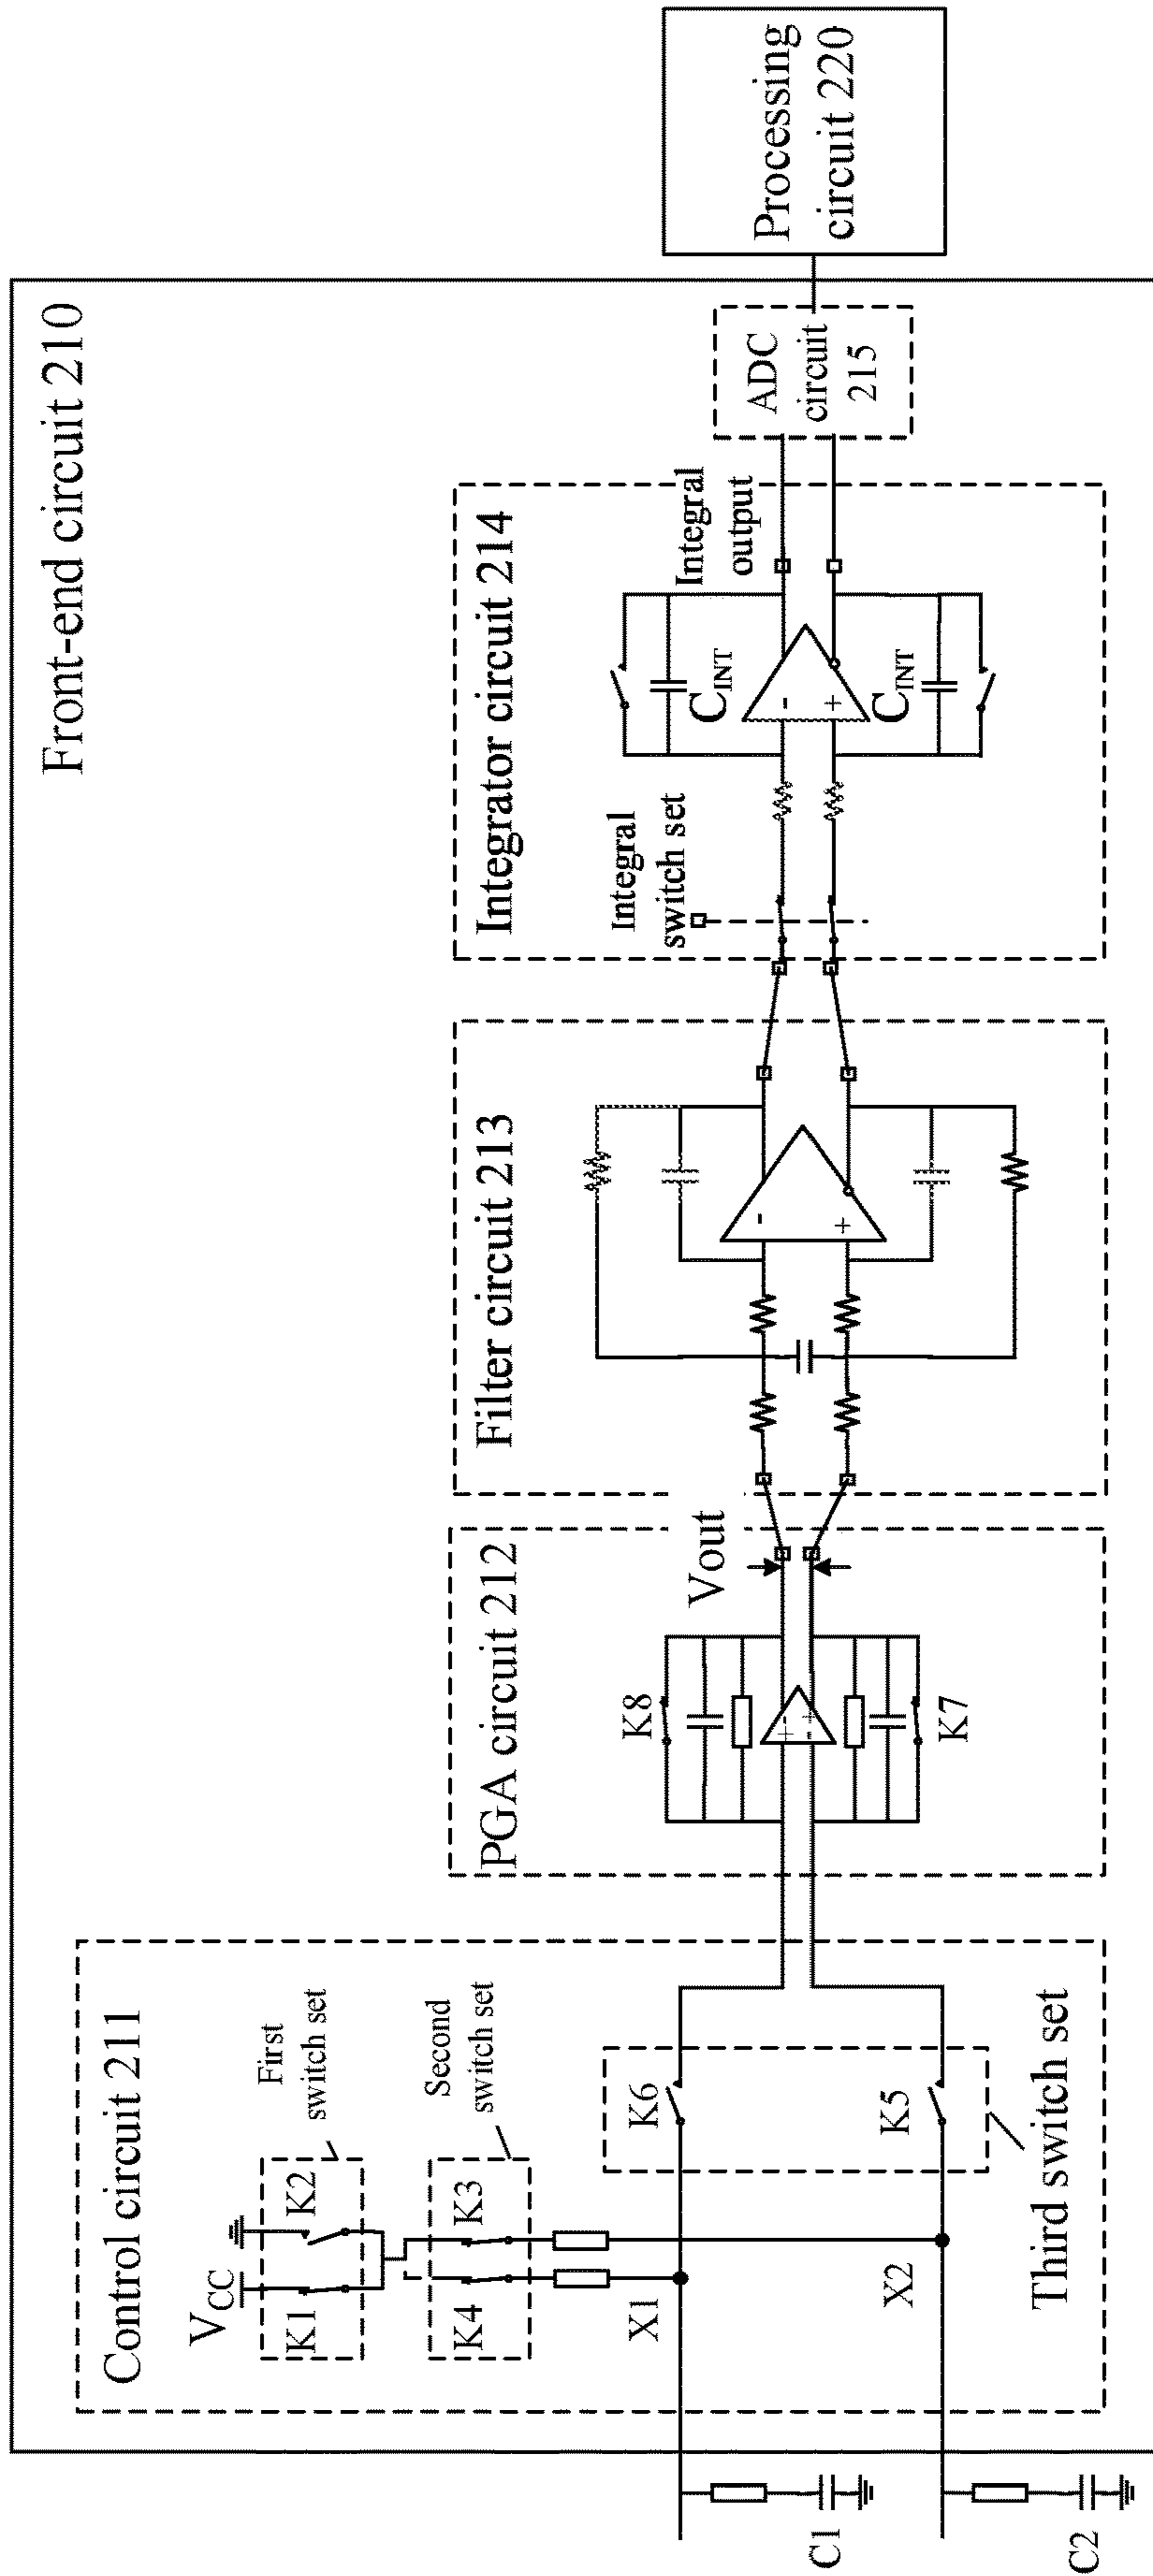 Front-end circuit 210
Control circuit 211
VCC
K1
K2
First
switch set
K4
K3
Second
switch set
X1
X2
K6
K5
Third switch set
C1
C2
PGA circuit 212
K8
+
-
+
-
K7
Vout
Filter circuit 213
-
+
Integrator circuit 214
Integral
switch set
CINT
-
+
CINT
Integral
output
ADC
circuit
215
Processing
circuit 220